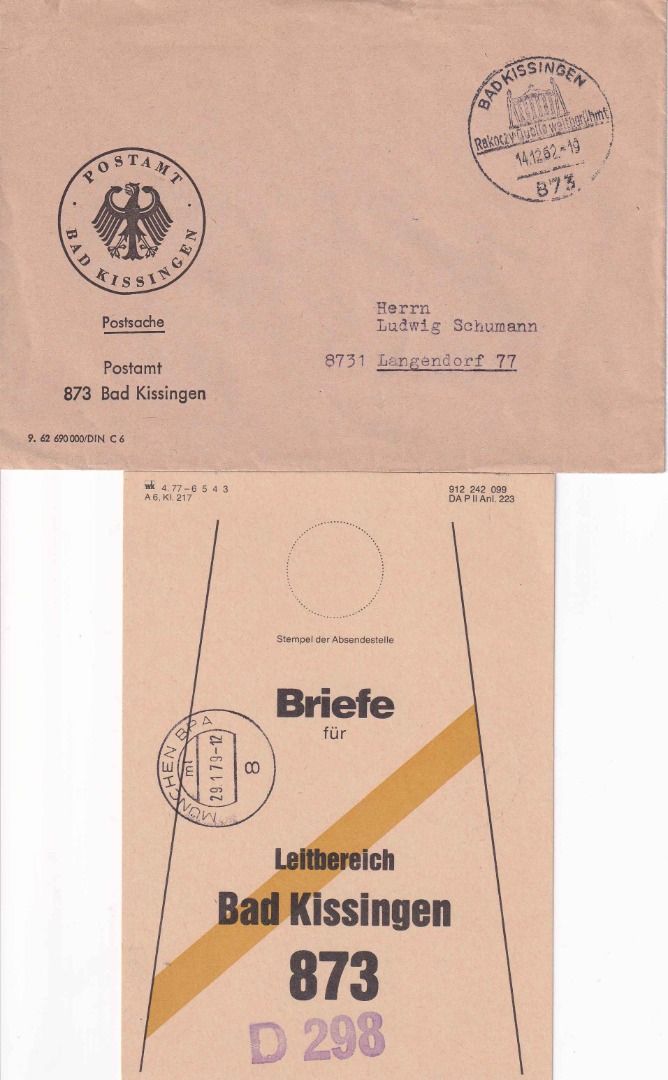 BAD KISSINGEN
Rakoczy-Quelle weltberühmt
14.12.62.-19
873
POSTAMT
BAD KISSINGEN
Postsache
Postamt
873 Bad Kissingen
9. 62 690 000/DIN C 6
Herrn
Ludwig Schumann
8731 Langendorf 77
wk 4. 77 – 6 5 4 3
A 6, Kl. 217
912 242 099
DA P II Anl. 223
Stempel der Absendestelle
Briefe
für
MÜNCHEN BPA
mt
29.1.79-12
8
Leitbereich
Bad Kissingen
873
D 298